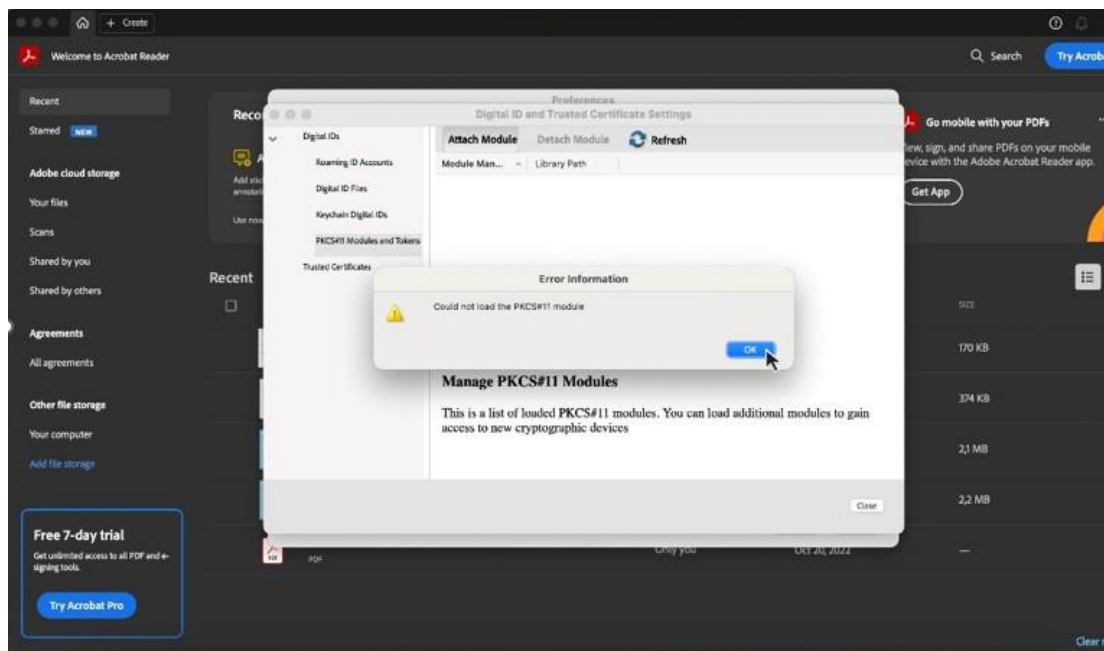 + Create
Welcome to Acrobat Reader
Search
Try Acrob
Recent
Starred NEW
Adobe cloud storage
Your files
Scans
Shared by you
Shared by others
Agreements
All agreements
Other file storage
Your computer
Add file storage
Free 7-day trial
Get unlimited access to all PDF and e-
signing tools.
Try Acrobat Pro
Reco
A
Add stic
annotati
Use now
Recent
Preferences
Digital ID and Trusted Certificate Settings
Digital IDs
Roaming ID Accounts
Digital ID Files
Keychain Digital IDs
PKCS#11 Modules and Tokens
Trusted Certificates
Attach Module
Detach Module
Refresh
Module Man...
Library Path
Error Information
Could not load the PKCS#11 module
OK
Manage PKCS#11 Modules
This is a list of loaded PKCS#11 modules. You can load additional modules to gain
access to new cryptographic devices
Close
Go mobile with your PDFs
iew, sign, and share PDFs on your mobile
evice with the Adobe Acrobat Reader app.
Get App
SIZE
170 KB
374 KB
2,1 MB
2,2 MB
PDF
PDF
Only you
Oct 20, 2022
—
Clear r